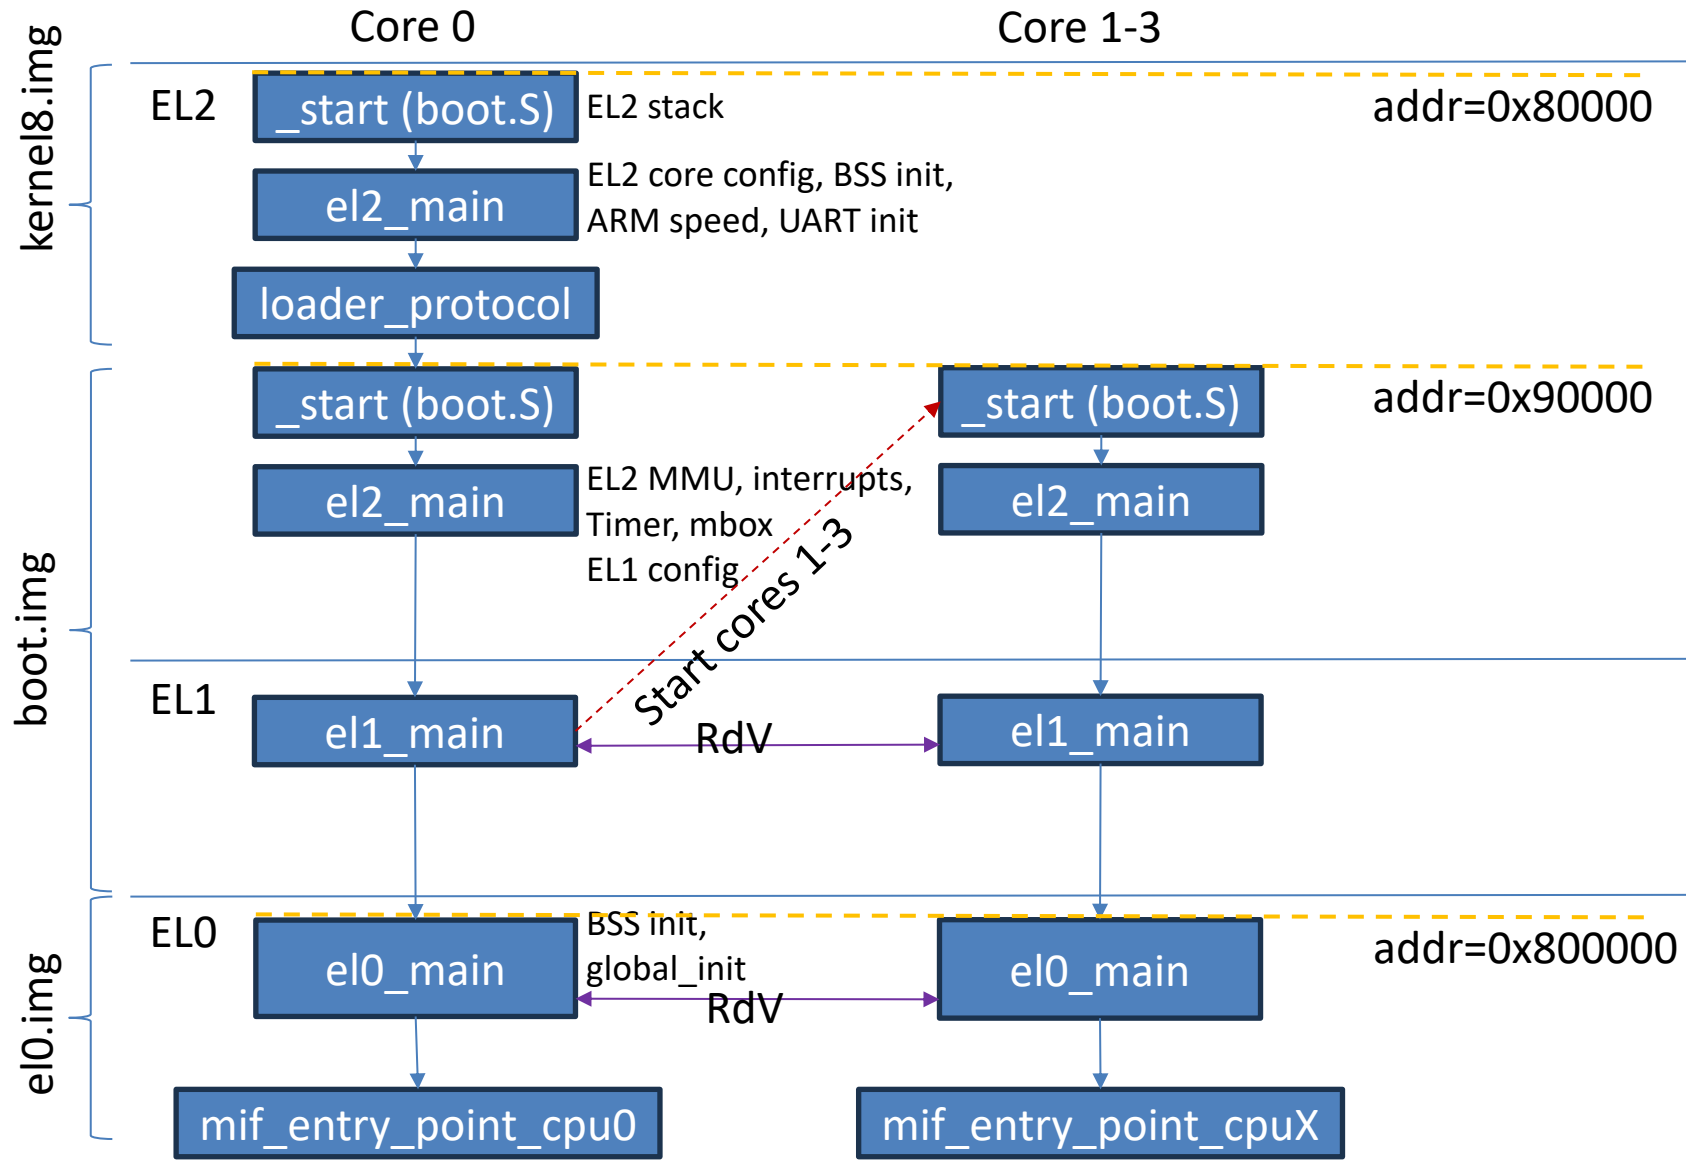 Core 0
Core 1-3
kernel8.img
EL2
_start (boot.S)
EL2 stack
addr=0x80000
el2_main
EL2 core config, BSS init,
ARM speed, UART init
loader_protocol
boot.img
_start (boot.S)
_start (boot.S)
addr=0x90000
el2_main
EL2 MMU, interrupts,
Timer, mbox
EL1 config
el2_main
Start cores 1-3
EL1
el1_main
RdV
el1_main
el0.img
EL0
el0_main
BSS init,
global_init
RdV
el0_main
addr=0x800000
mif_entry_point_cpu0
mif_entry_point_cpuX